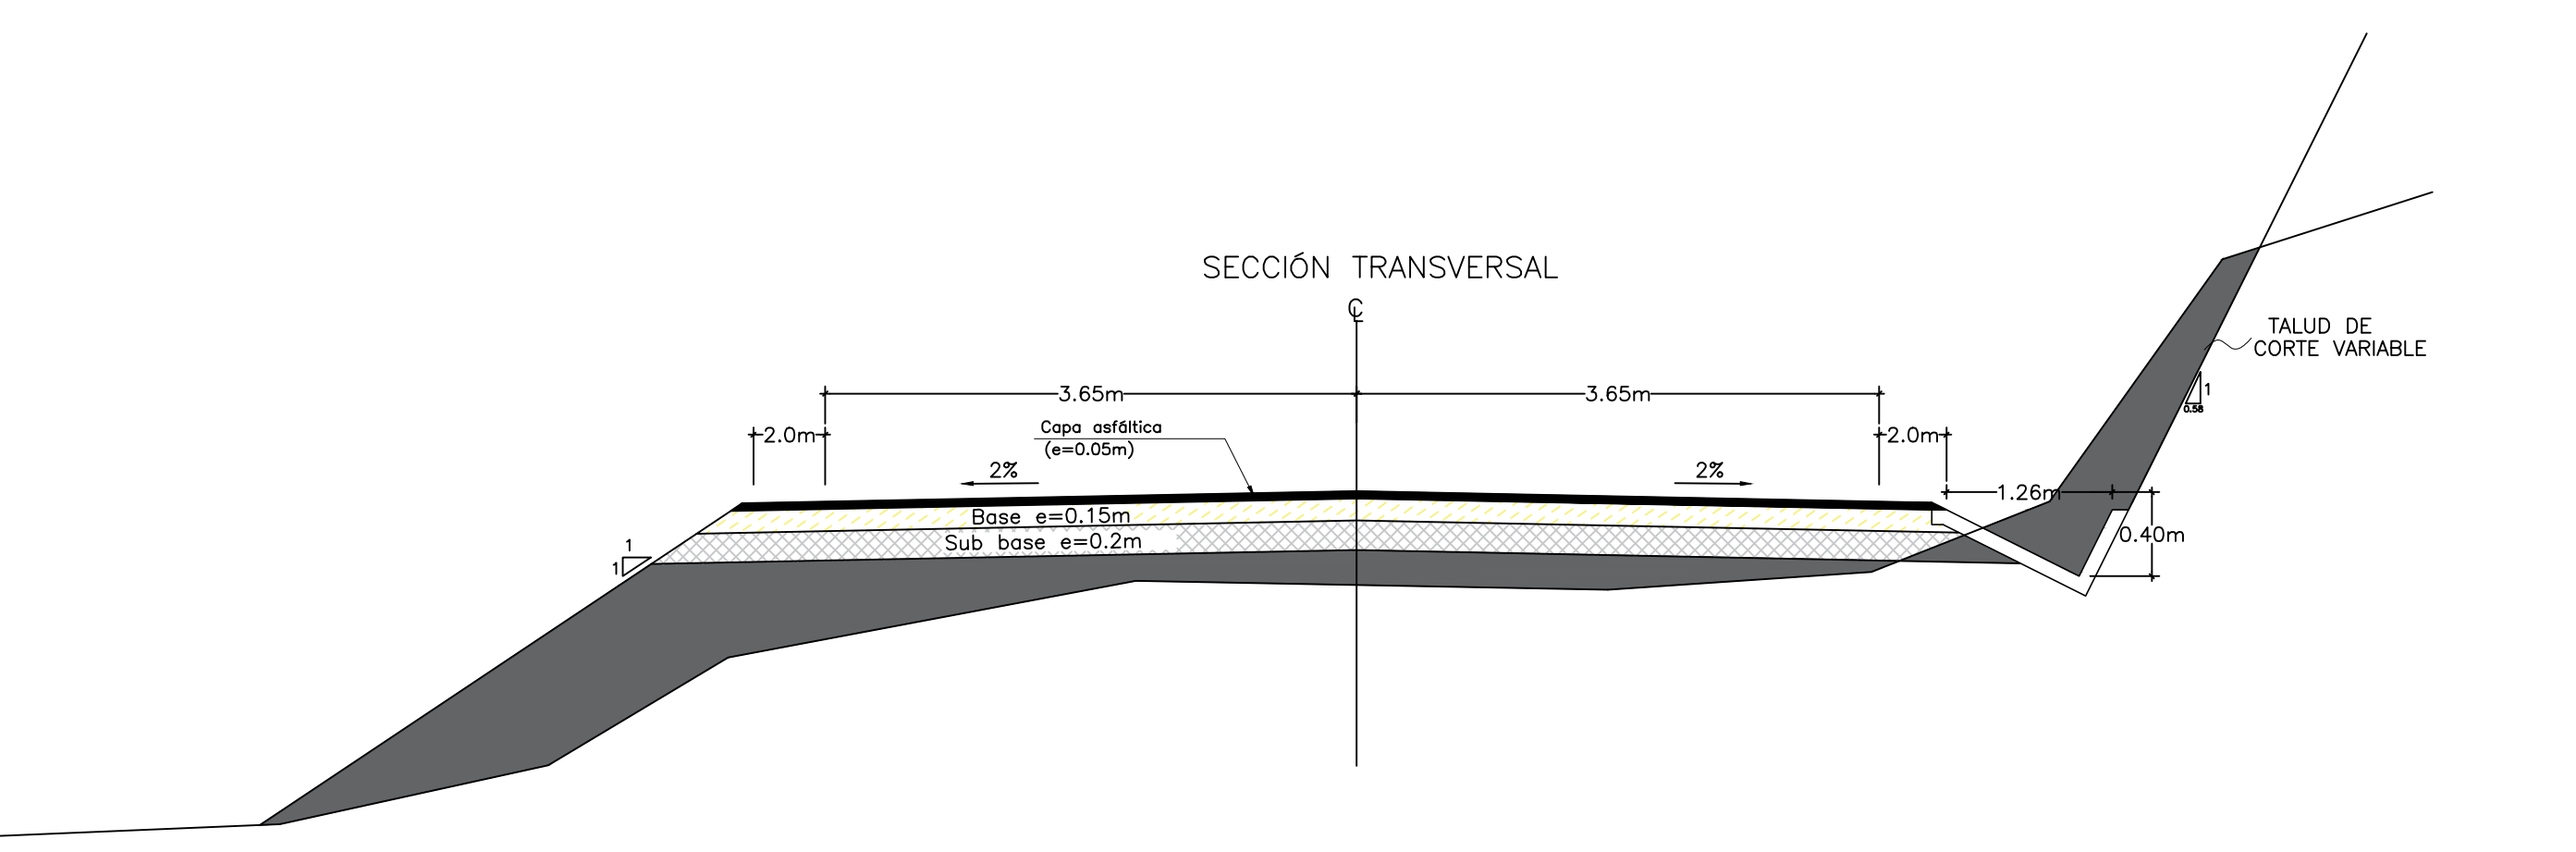 SECCIÓN TRANSVERSAL
℄
TALUD DE
CORTE VARIABLE
1
0.58
3.65m
3.65m
Capa asfáltica
(e=0.05m)
2.0m
2.0m
2%
2%
1.26m
Base e=0.15m
0.40m
Sub base e=0.2m
1
1